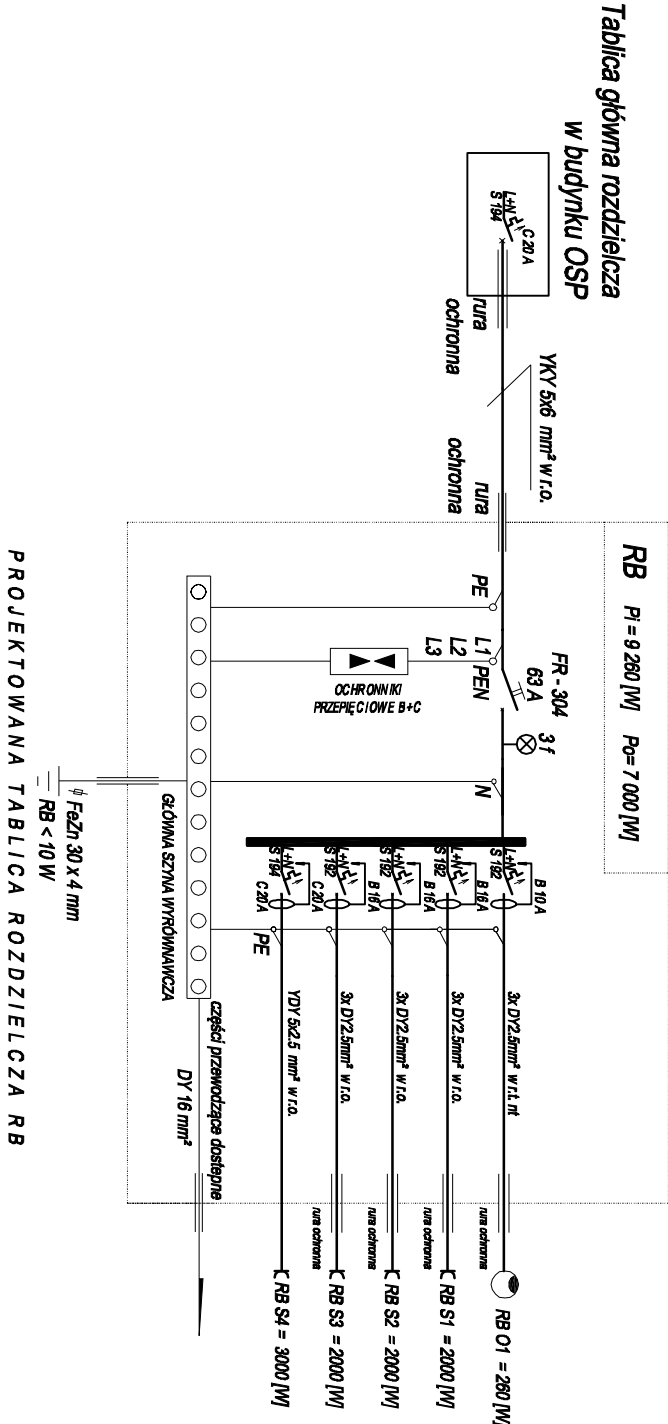 Tablica główna rozdzielcza
w budynku OSP
L+N
S 194
C 20 A
rura
ochronna
YKY 5x6 mm² w r.o.
rura
ochronna
RB Pi = 9 260 [W] Po= 7 000 [W]
PE
L1 PEN
L2
L3
FR - 304
63 A
3 f
N
OCHRONNIKI
PRZEPIĘCIOWE B+C
L+N
S 192
B 10 A
3x DY2.5mm² w r.t. nt
rura ochronna
RB O1 = 260 [W]
L+N
S 192
B 16 A
3x DY2.5mm² w r.o.
rura ochronna
RB S1 = 2000 [W]
L+N
S 192
B 16 A
3x DY2.5mm² w r.o.
rura ochronna
RB S2 = 2000 [W]
L+N
S 192
C 20 A
3x DY2.5mm² w r.o.
rura ochronna
RB S3 = 2000 [W]
L+N
S 194
C 20 A
YDY 5x2.5 mm² w r.o.
RB S4 = 3000 [W]
PE
GŁÓWNA SZYNA WYRÓWNAWCZA
części przewodzące dostępne
DY 16 mm²
FeZn 30 x 4 mm
RB < 10 W
PROJEKTOWANA TABLICA ROZDZIELCZA RB